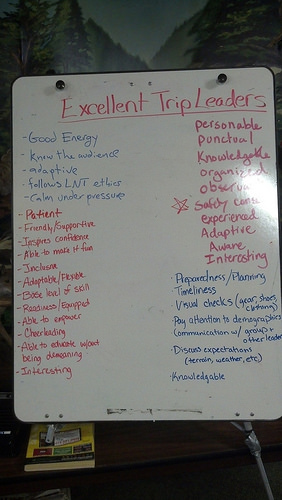 Excellent Trip Leaders
- Good Energy
- Know the audience
- adaptive
- follows LNT ethics
- Calm under pressure
- Patient
- Friendly/Supportive
- Inspires confidence
- Able to make it fun
- Inclusive
- Adaptable/Flexible
- Base level of skill
- Readiness/Equipped
- Able to empower
- Cheerleading
- Able to educate w/out
being demeaning
- Interesting
personable
Punctual
Knowledgable
organized
observa
Safety cons
experienced
Adaptive
Aware
Interesting
· Preparedness/Planning
Timeliness
Visual checks (gear, shoes,
clothing)
Pay attention to demographics
Communication w/ group +
other leader
· Discuss expectations
(terrain, weather, etc.)
· Knowledgable